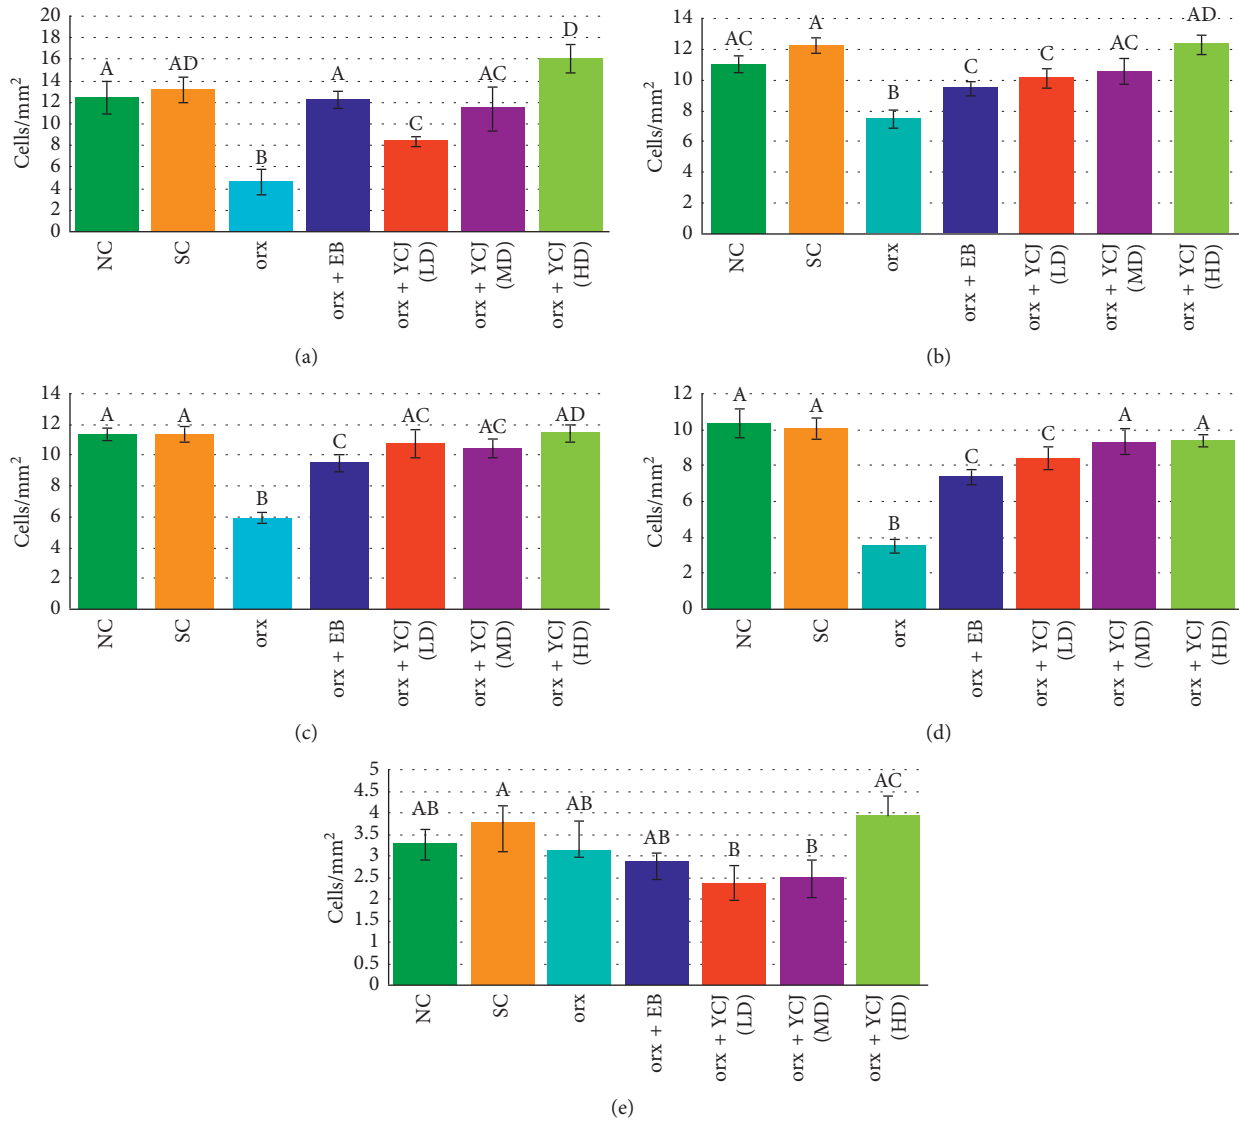 Cells/mm²
20
18
16
14
12
10
8
6
4
2
0
A
AD
B
A
C
AC
D
NC
SC
orx
orx + EB
orx + YCJ
(LD)
orx + YCJ
(MD)
orx + YCJ
(HD)
(a)
Cells/mm²
14
12
10
8
6
4
2
0
AC
A
B
C
C
AC
AD
NC
SC
orx
orx + EB
orx + YCJ
(LD)
orx + YCJ
(MD)
orx + YCJ
(HD)
(b)
Cells/mm²
14
12
10
8
6
4
2
0
A
A
B
C
AC
AC
AD
NC
SC
orx
orx + EB
orx + YCJ
(LD)
orx + YCJ
(MD)
orx + YCJ
(HD)
(c)
Cells/mm²
12
10
8
6
4
2
0
A
A
B
C
C
A
A
NC
SC
orx
orx + EB
orx + YCJ
(LD)
orx + YCJ
(MD)
orx + YCJ
(HD)
(d)
Cells/mm²
5
4.5
4
3.5
3
2.5
2
1.5
1
0.5
0
AB
A
AB
AB
B
B
AC
NC
SC
orx
orx + EB
orx + YCJ
(LD)
orx + YCJ
(MD)
orx + YCJ
(HD)
(e)